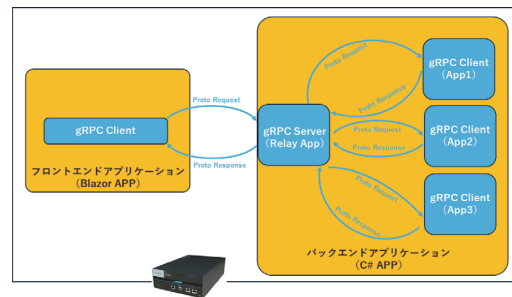 gRPC Client
フロントエンドアプリケーション
（Blazor APP）
Proto Request
Proto Response
gRPC Server
（Relay App）
Proto Request
Proto Response
gRPC Client
（App1）
Proto Request
Proto Response
gRPC Client
（App2）
Proto Request
Proto Response
gRPC Client
（App3）
バックエンドアプリケーション
（C# APP）